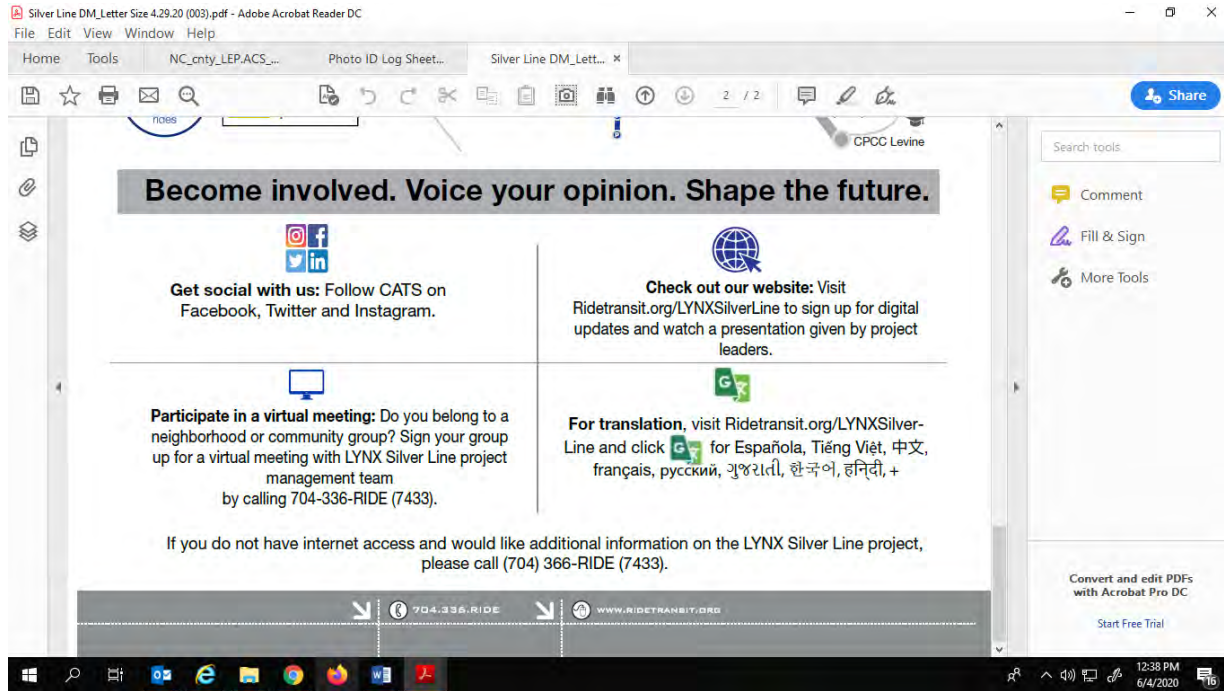 Silver Line DM_Letter Size 4.29.20 (003).pdf - Adobe Acrobat Reader DC
File Edit View Window Help
Home Tools NC_cnty_LEP.ACS_... Photo ID Log Sheet... Silver Line DM_Lett... ×
2 / 2
Share
rides
CPCC Levine
Search tools
Become involved. Voice your opinion. Shape the future.
Comment
Fill & Sign
More Tools
Get social with us: Follow CATS on
Facebook, Twitter and Instagram.
Check out our website: Visit
Ridetransit.org/LYNXSilverLine to sign up for digital
updates and watch a presentation given by project
leaders.
Participate in a virtual meeting: Do you belong to a
neighborhood or community group? Sign your group
up for a virtual meeting with LYNX Silver Line project
management team
by calling 704-336-RIDE (7433).
For translation, visit Ridetransit.org/LYNXSilver-
Line and click G for Española, Tiếng Việt, 中文,
français, русский, ગુજરાતી, 한국어, हनिदी, +
If you do not have internet access and would like additional information on the LYNX Silver Line project,
please call (704) 366-RIDE (7433).
704.336.RIDE WWW.RIDETRANSIT.ORG
Convert and edit PDFs
with Acrobat Pro DC
Start Free Trial
12:38 PM
6/4/2020
16